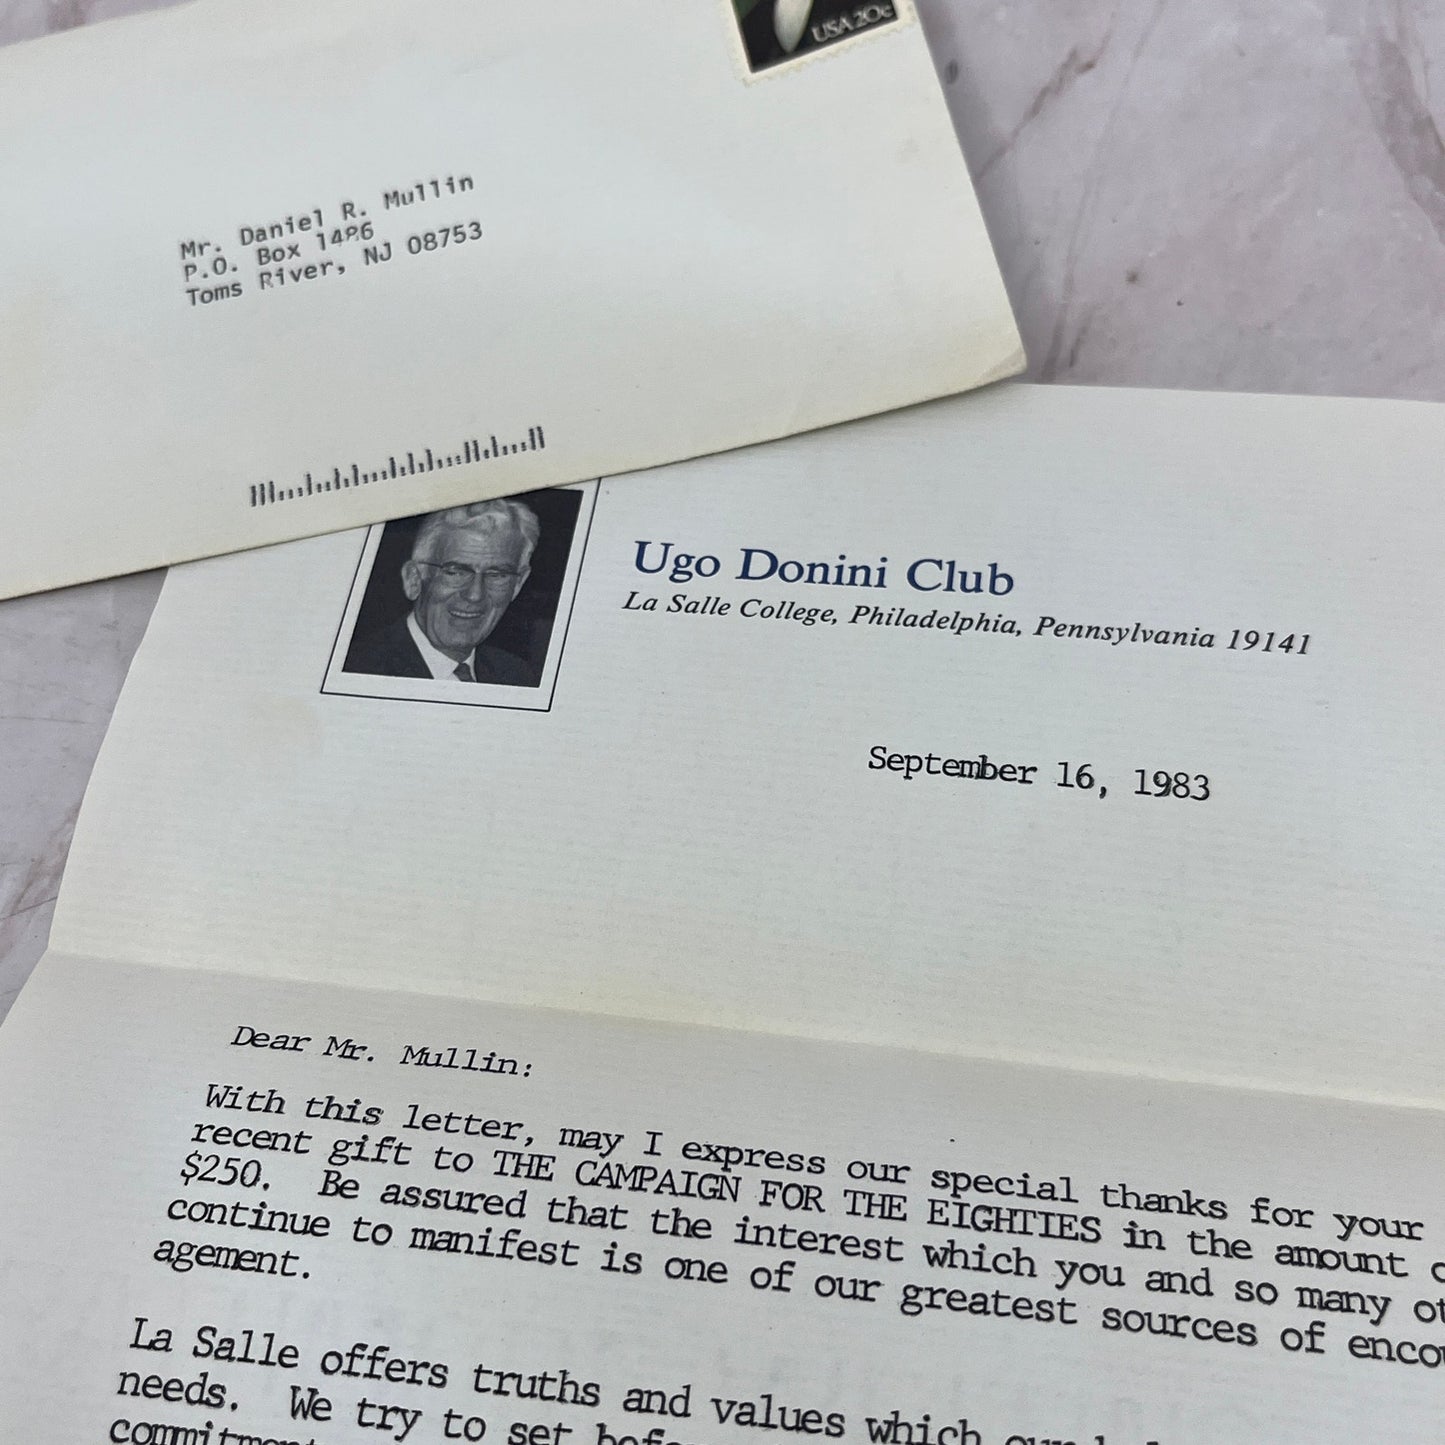 USA 20c
Mr. Daniel R. Mullin
P.O. Box 1486
Toms River, NJ 08753
Ugo Donini Club
La Salle College, Philadelphia, Pennsylvania 19141
September 16, 1983
Dear Mr. Mullin:
With this letter, may I express our special thanks for your
recent gift to THE CAMPAIGN FOR THE EIGHTIES in the amount
$250. Be assured that the interest which you and so many
continue to manifest is one of our greatest sources of encou
agement.
La Salle offers truths and values which our
needs. We try to set